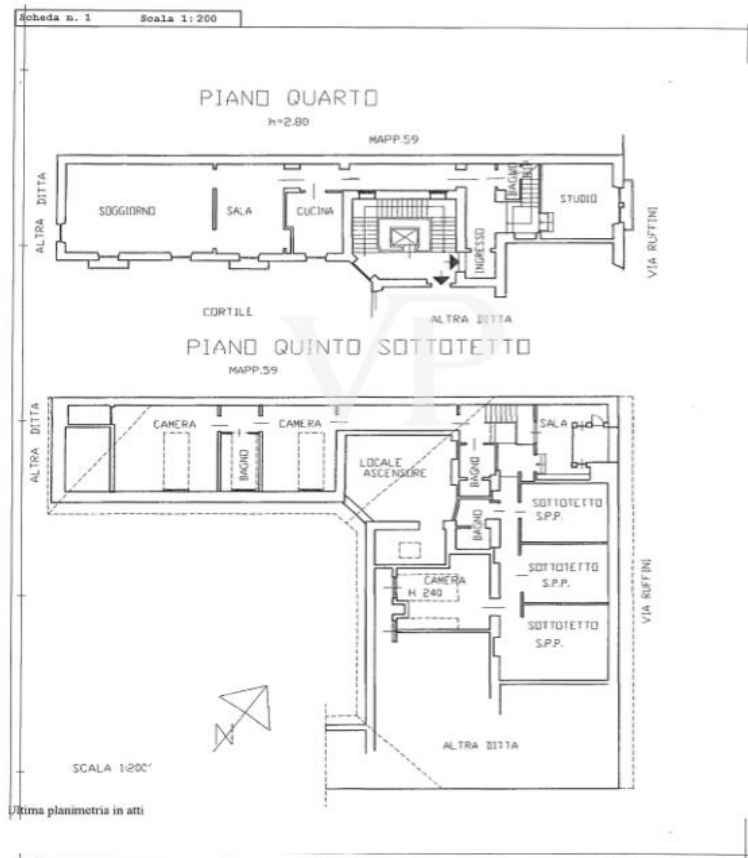 Scheda n. 1 Scala 1:200
PIANO QUARTO
h=2.80
MAPP.59
ALTRA DITTA
SOGGIORNO
SALA
CUCINA
INGRESSO
BAGNO
RIP
STUDIO
VIA RUFFINI
CORTILE
ALTRA DITTA
VP
PIANO QUINTO SOTTOTETTO
MAPP.59
ALTRA DITTA
CAMERA
BAGNO
CAMERA
LOCALE
ASCENSORE
BAGNO
SALA
BAGNO
SOTTOTETTO
S.P.P.
CAMERA
H 240
SOTTOTETTO
S.P.P.
SOTTOTETTO
S.P.P.
VIA RUFFINI
N
ALTRA DITTA
SCALA 1:200
Ultima planimetria in atti